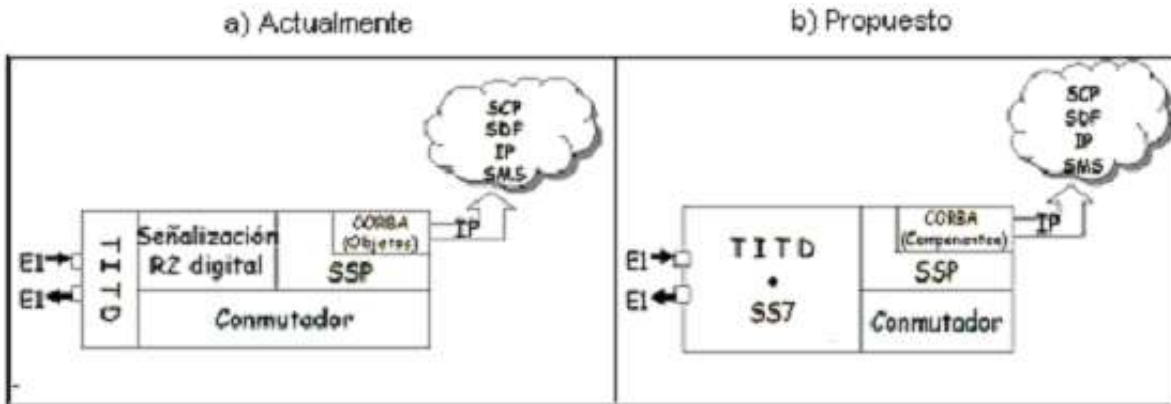 a) Actualmente
SCP
SDF
IP
SMS
TITD
Señalización
R2 digital
CORBA
(Objetos)
IP
SSP
E1
E1
Conmutador
b) Propuesto
SCP
SDF
IP
SMS
TITD
•
SS7
CORBA
(Componentes)
IP
SSP
E1
E1
Conmutador